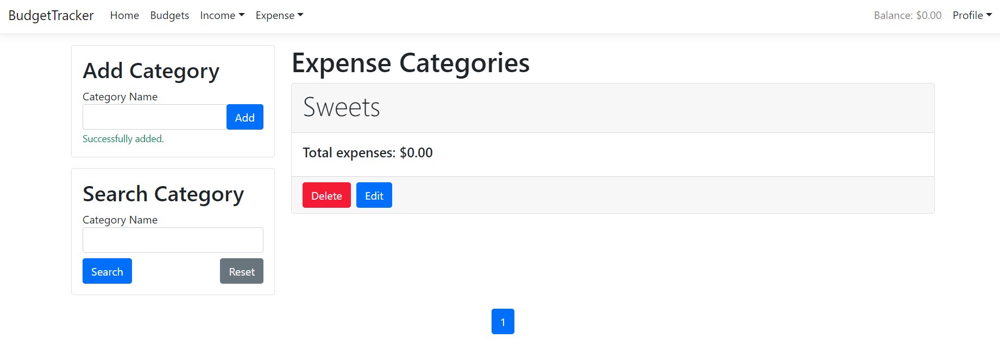 BudgetTracker Home Budgets Income Expense Balance: $0.00 Profile
Add Category
Category Name
Add
Successfully added.
Search Category
Category Name
Search Reset
Expense Categories
Sweets
Total expenses: $0.00
Delete Edit
1